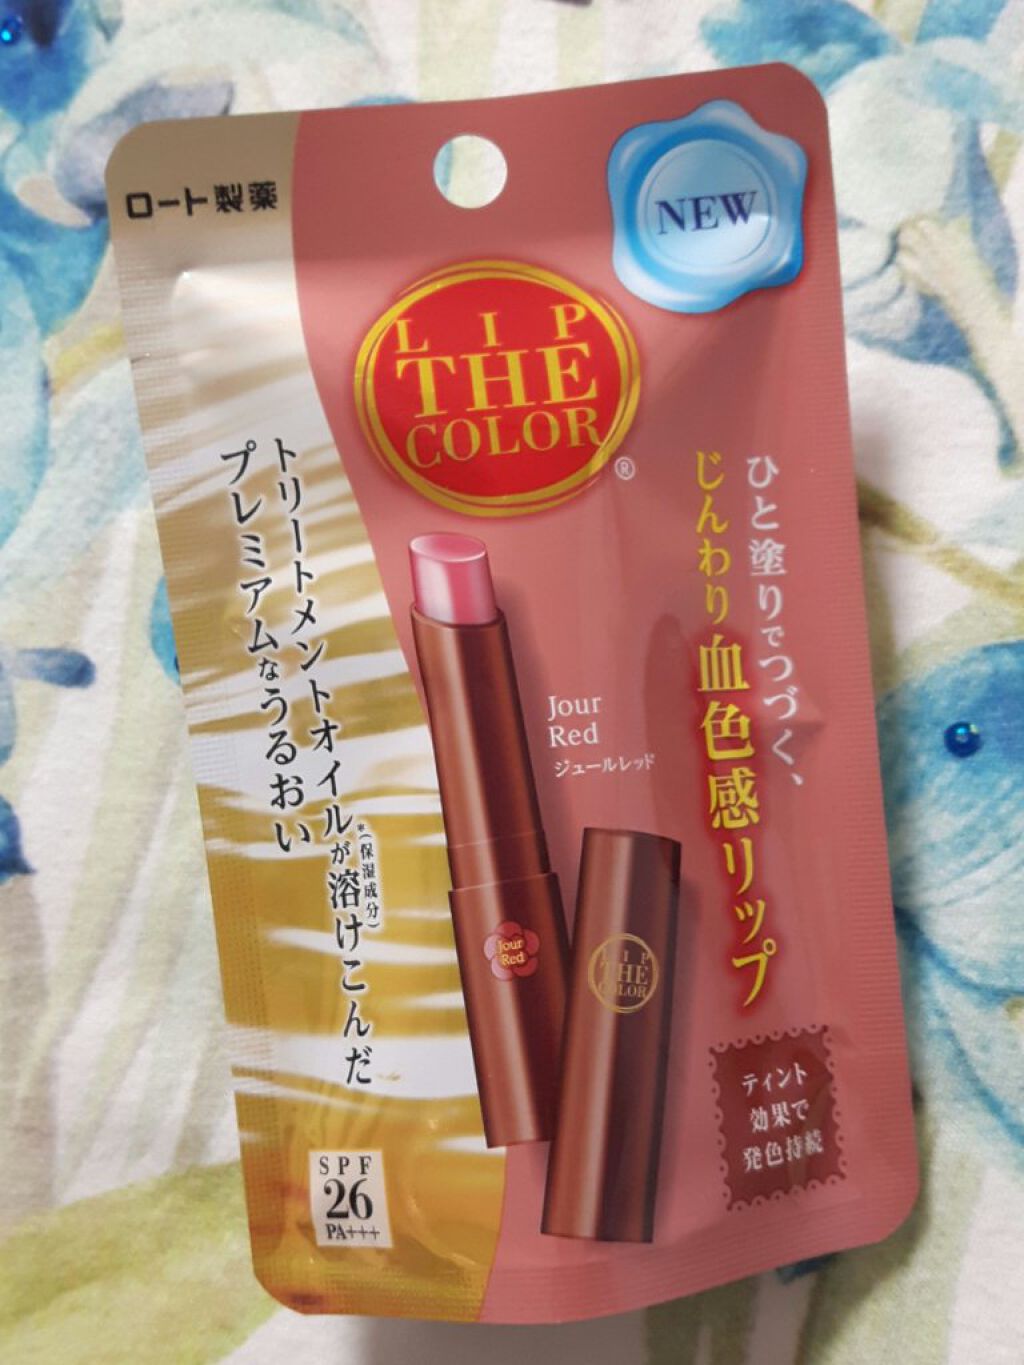 ロート製薬
NEW
LIP
THE
COLOR
®
ひと塗りでつづく、
じんわり血色感リップ
トリートメントオイルが溶けこんだ
*(保湿成分)
プレミアムなうるおい
Jour
Red
ジュールレッド
Jour
Red
LIP
THE
COLOR
ティント
効果で
発色持続
SPF
26
PA+++